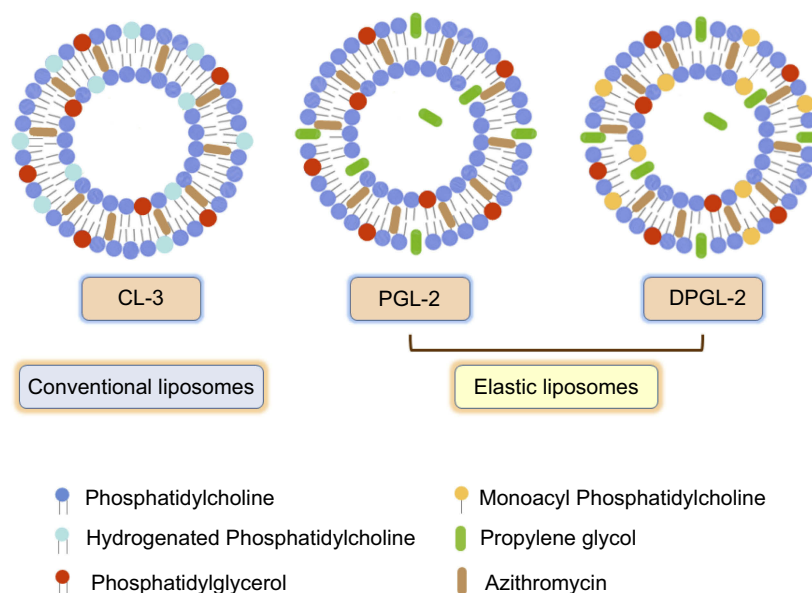 CL-3
PGL-2
DPGL-2
Conventional liposomes
Elastic liposomes
Phosphatidylcholine
Monoacyl Phosphatidylcholine
Hydrogenated Phosphatidylcholine
Propylene glycol
Phosphatidylglycerol
Azithromycin